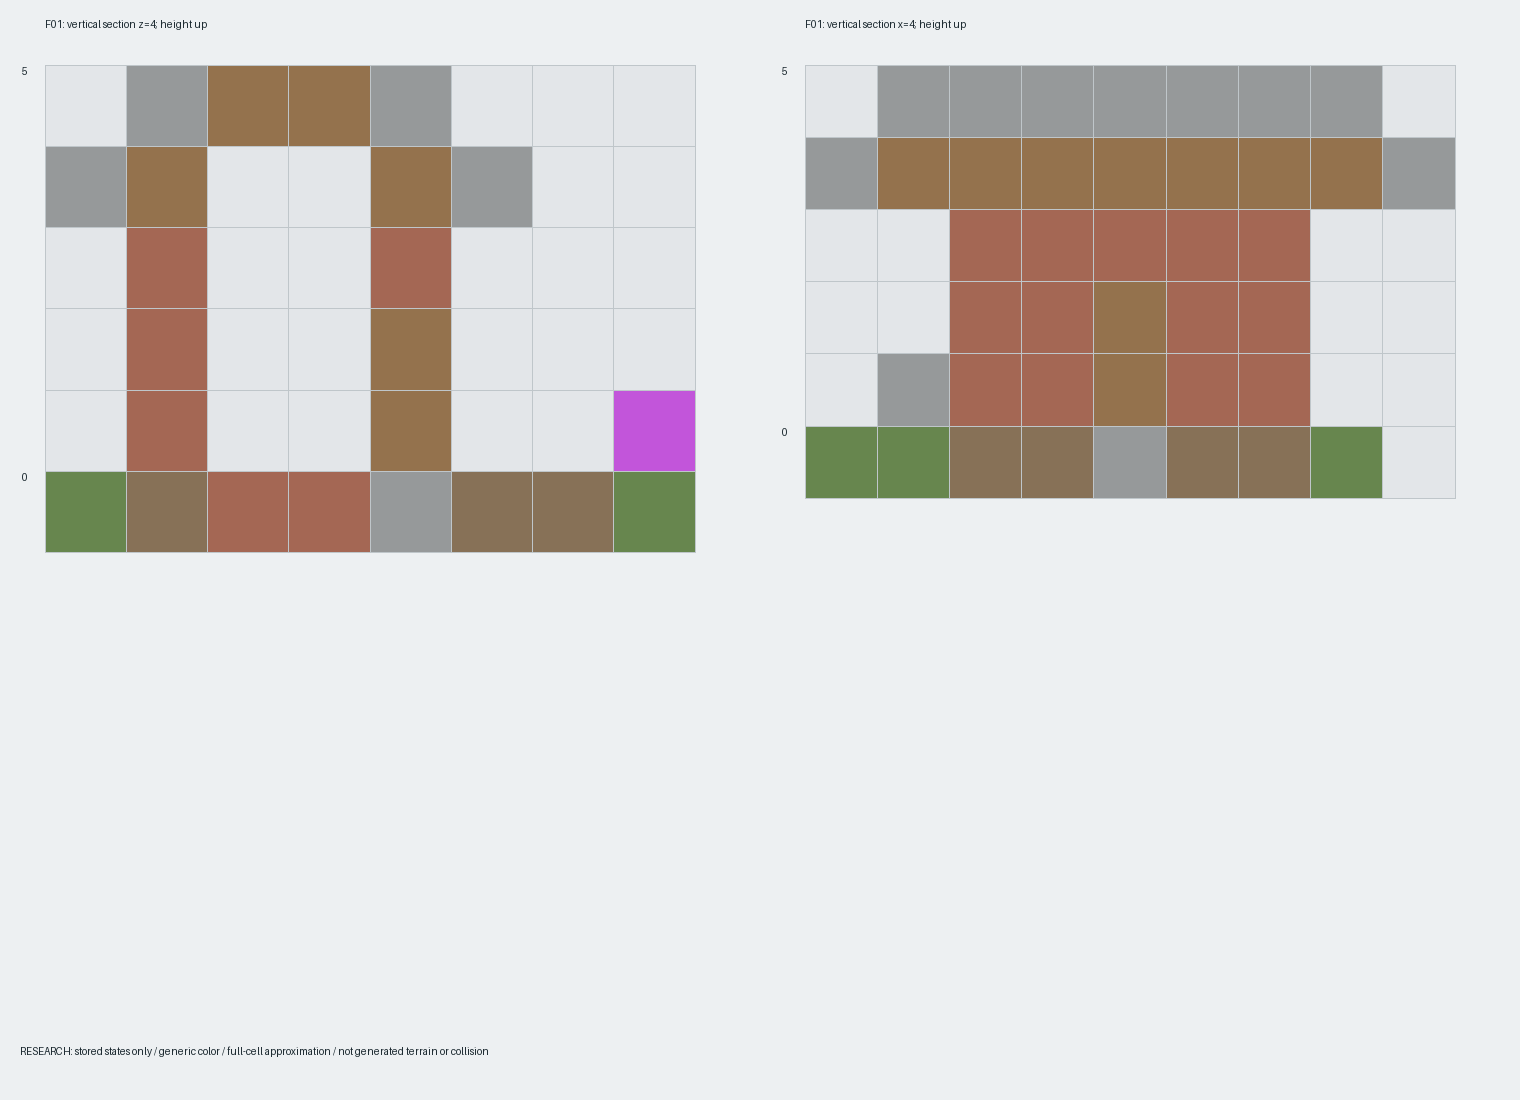 F01: vertical section z=4; height up
F01: vertical section x=4; height up
5
5
0
0
RESEARCH: stored states only / generic color / full-cell approximation / not generated terrain or collision